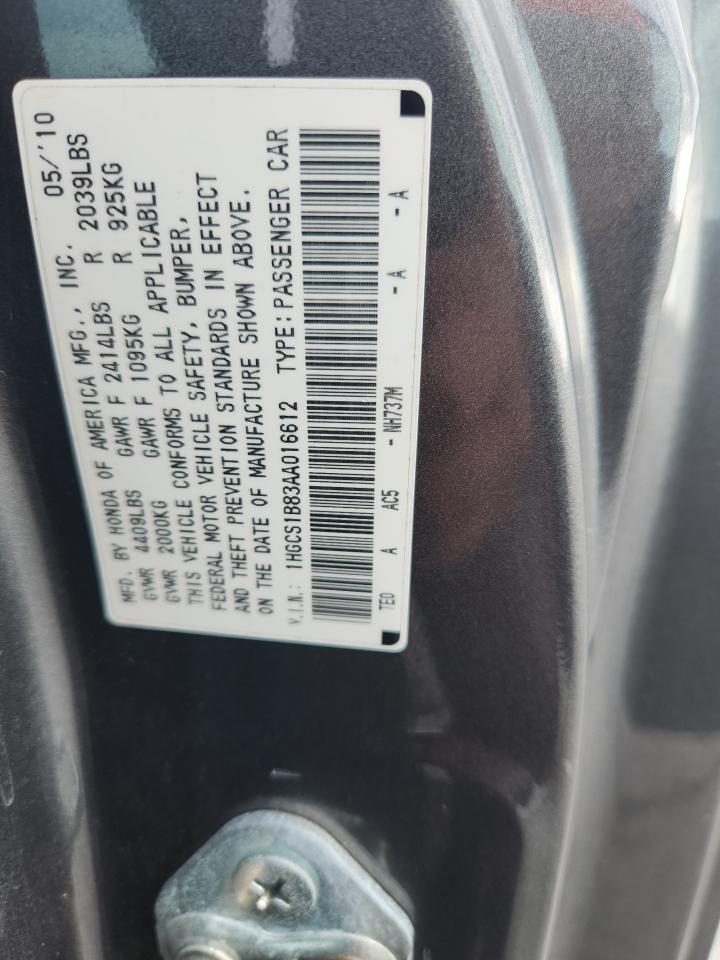 MFD. BY HONDA OF AMERICA MFG., INC. 05/'10
GVWR 4409LBS GAWR F 2414LBS R 2039LBS
GVWR 2000KG GAWR F 1095KG R 925KG
THIS VEHICLE CONFORMS TO ALL APPLICABLE
FEDERAL MOTOR VEHICLE SAFETY, BUMPER,
AND THEFT PREVENTION STANDARDS IN EFFECT
ON THE DATE OF MANUFACTURE SHOWN ABOVE.
V.I.N.: 1HGCS1B83AA016612 TYPE:PASSENGER CAR
TE0 A AC5 -NH737M -A -A